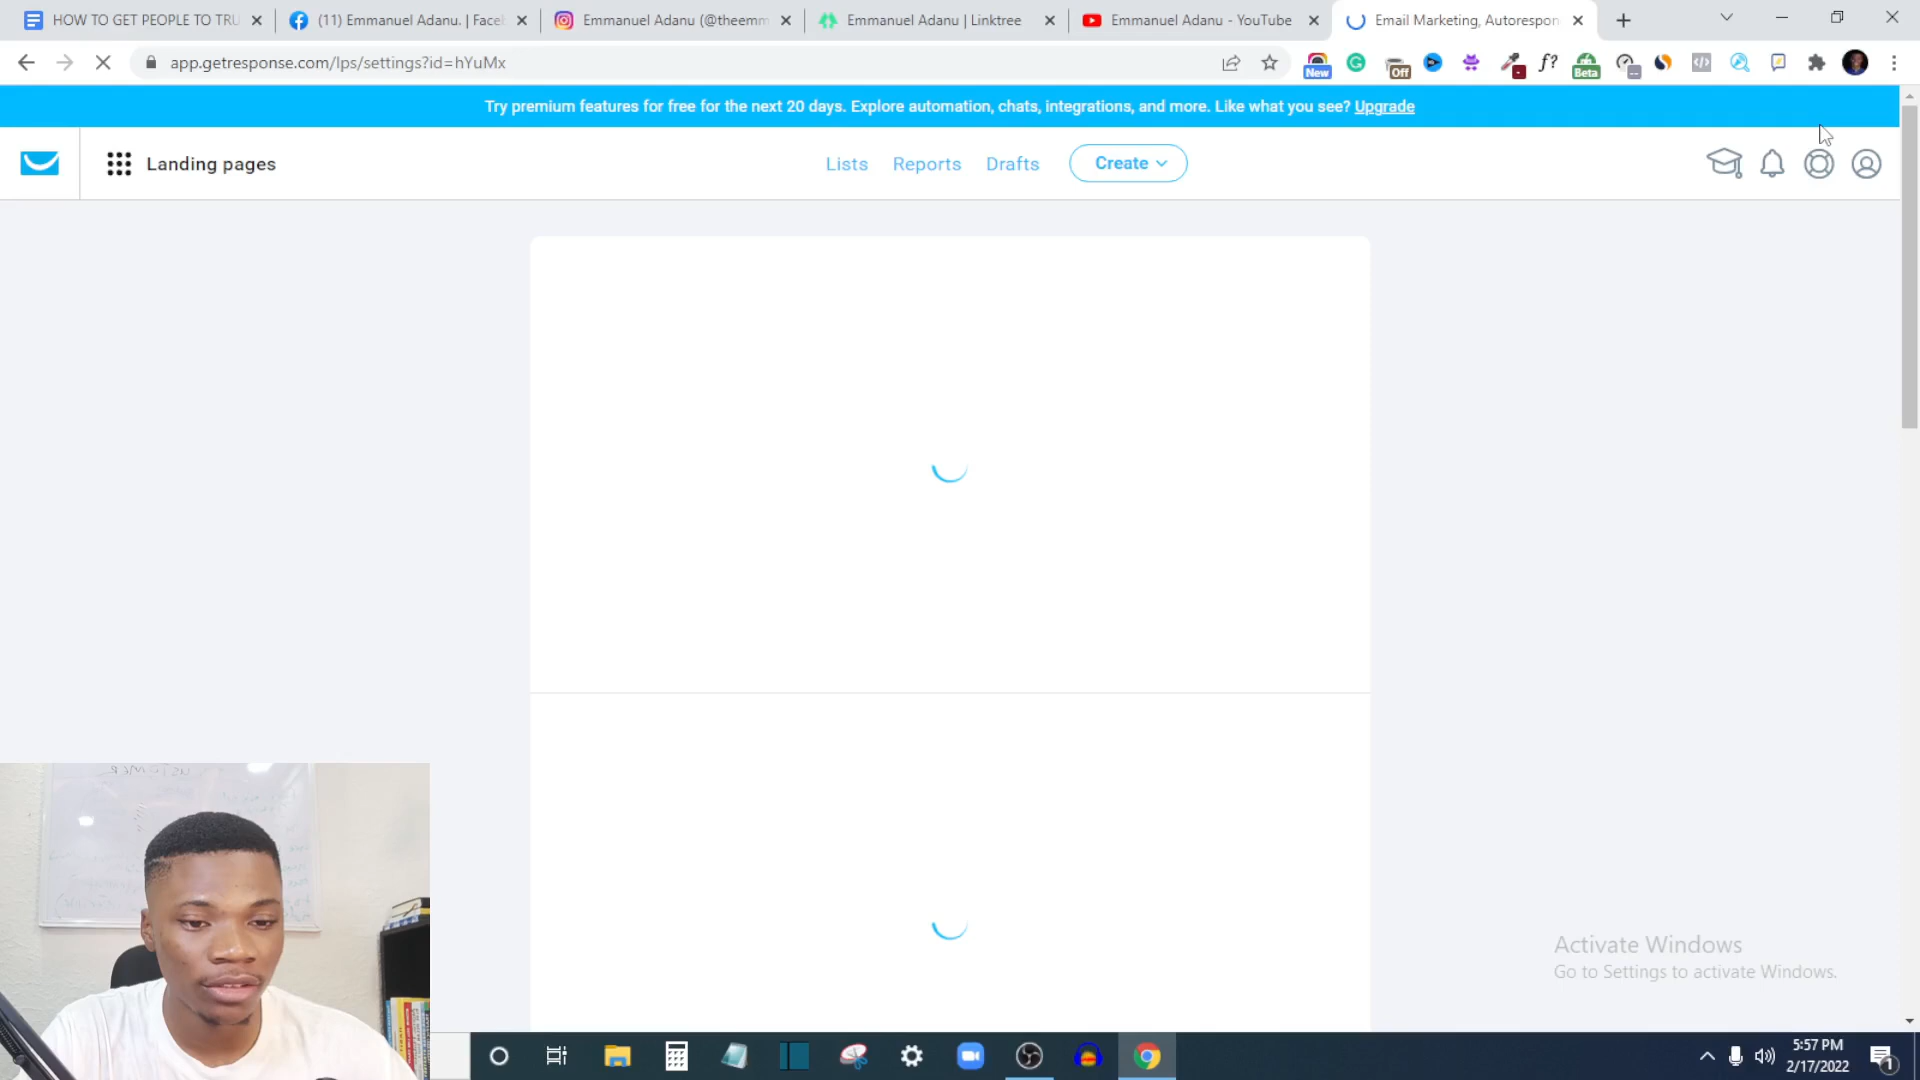 HOW TO GET PEOPLE TO TRU
(11) Emmanuel Adanu. | Face
Emmanuel Adanu (@theemm
Emmanuel Adanu | Linktree
Emmanuel Adanu - YouTube
Email Marketing, Autorespon
app.getresponse.com/lps/settings?id=hYuMx
New
Off
f?
Beta
Try premium features for free for the next 20 days. Explore automation, chats, integrations, and more. Like what you see? Upgrade
Landing pages
Lists
Reports
Drafts
Create
Activate Windows
Go to Settings to activate Windows.
5:57 PM
2/17/2022
1